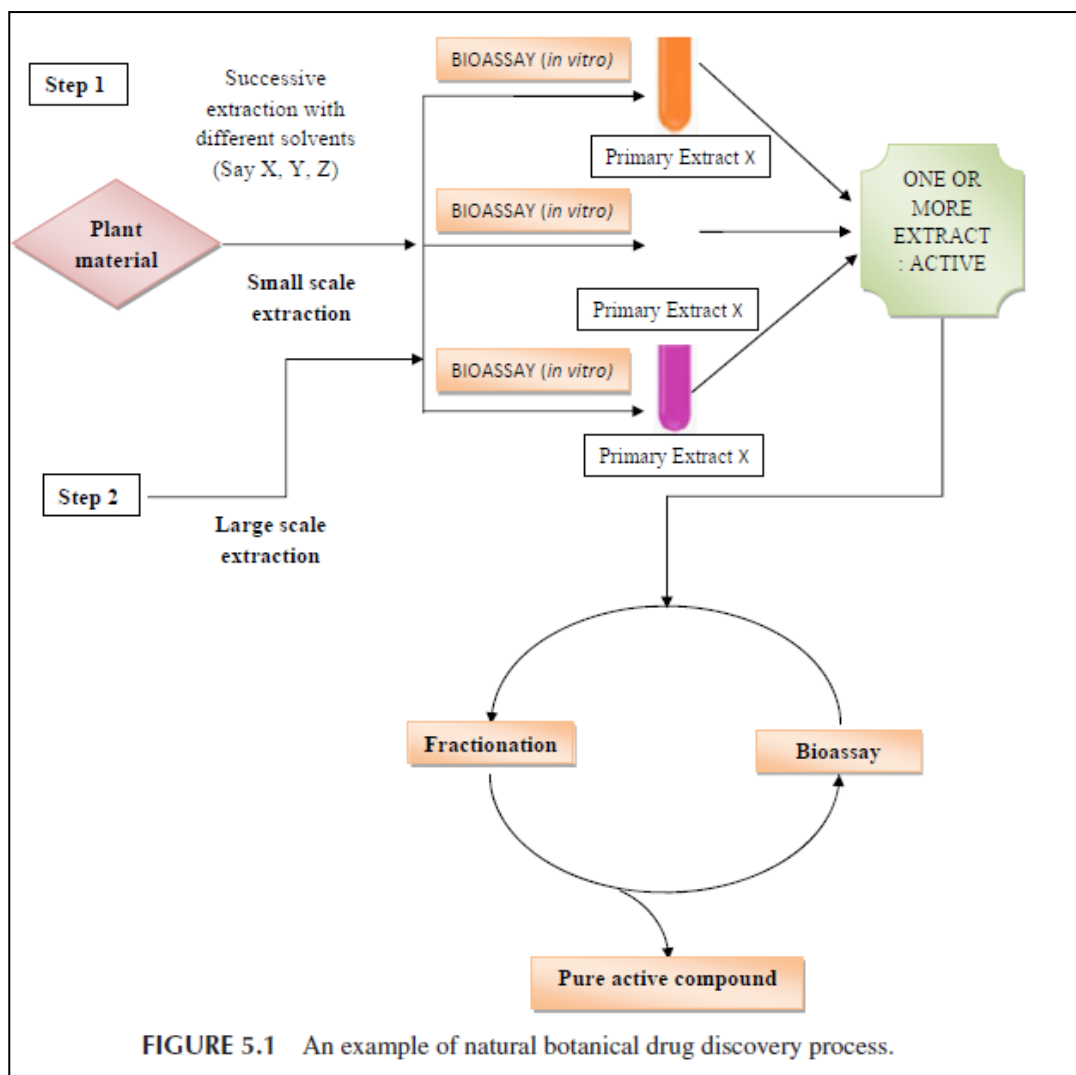 Step 1
Successive
extraction with
different solvents
(Say X, Y, Z)
Plant
material
Small scale
extraction
BIOASSAY (in vitro)
Primary Extract X
BIOASSAY (in vitro)
Primary Extract X
BIOASSAY (in vitro)
Primary Extract X
ONE OR
MORE
EXTRACT
: ACTIVE
Step 2
Large scale
extraction
Fractionation
Bioassay
Pure active compound
FIGURE 5.1 An example of natural botanical drug discovery process.